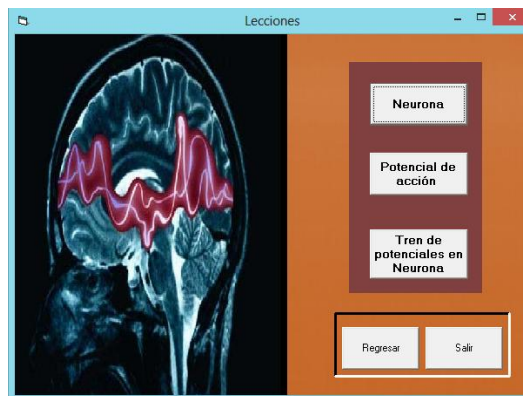 Lecciones
Neurona
Potencial de
acción
Tren de
potenciales en
Neurona
Regresar
Salir